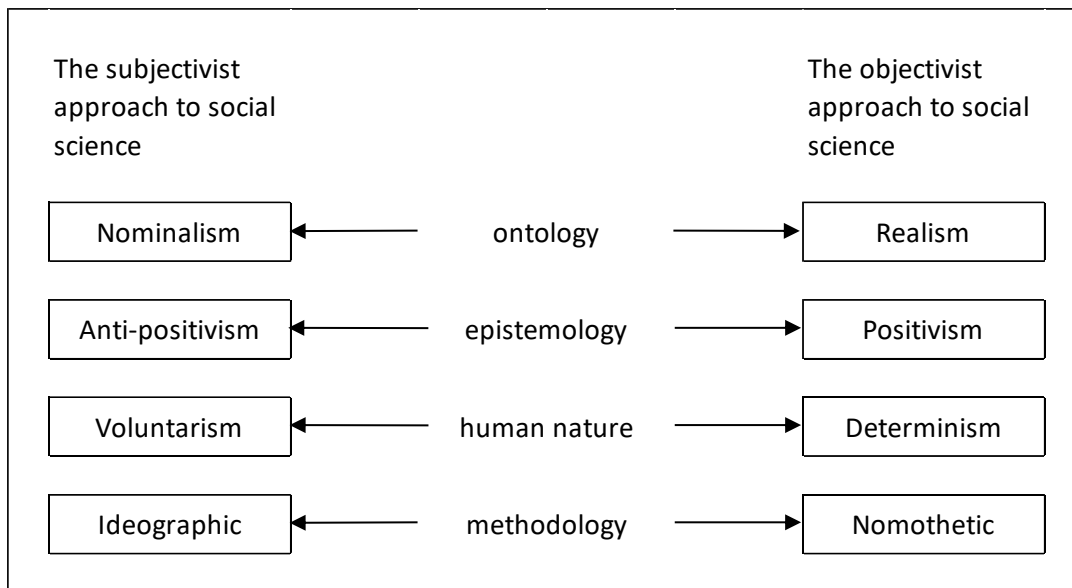 The subjectivist
approach to social
science
The objectivist
approach to social
science
Nominalism ontology Realism
Anti-positivism epistemology Positivism
Voluntarism human nature Determinism
Ideographic methodology Nomothetic